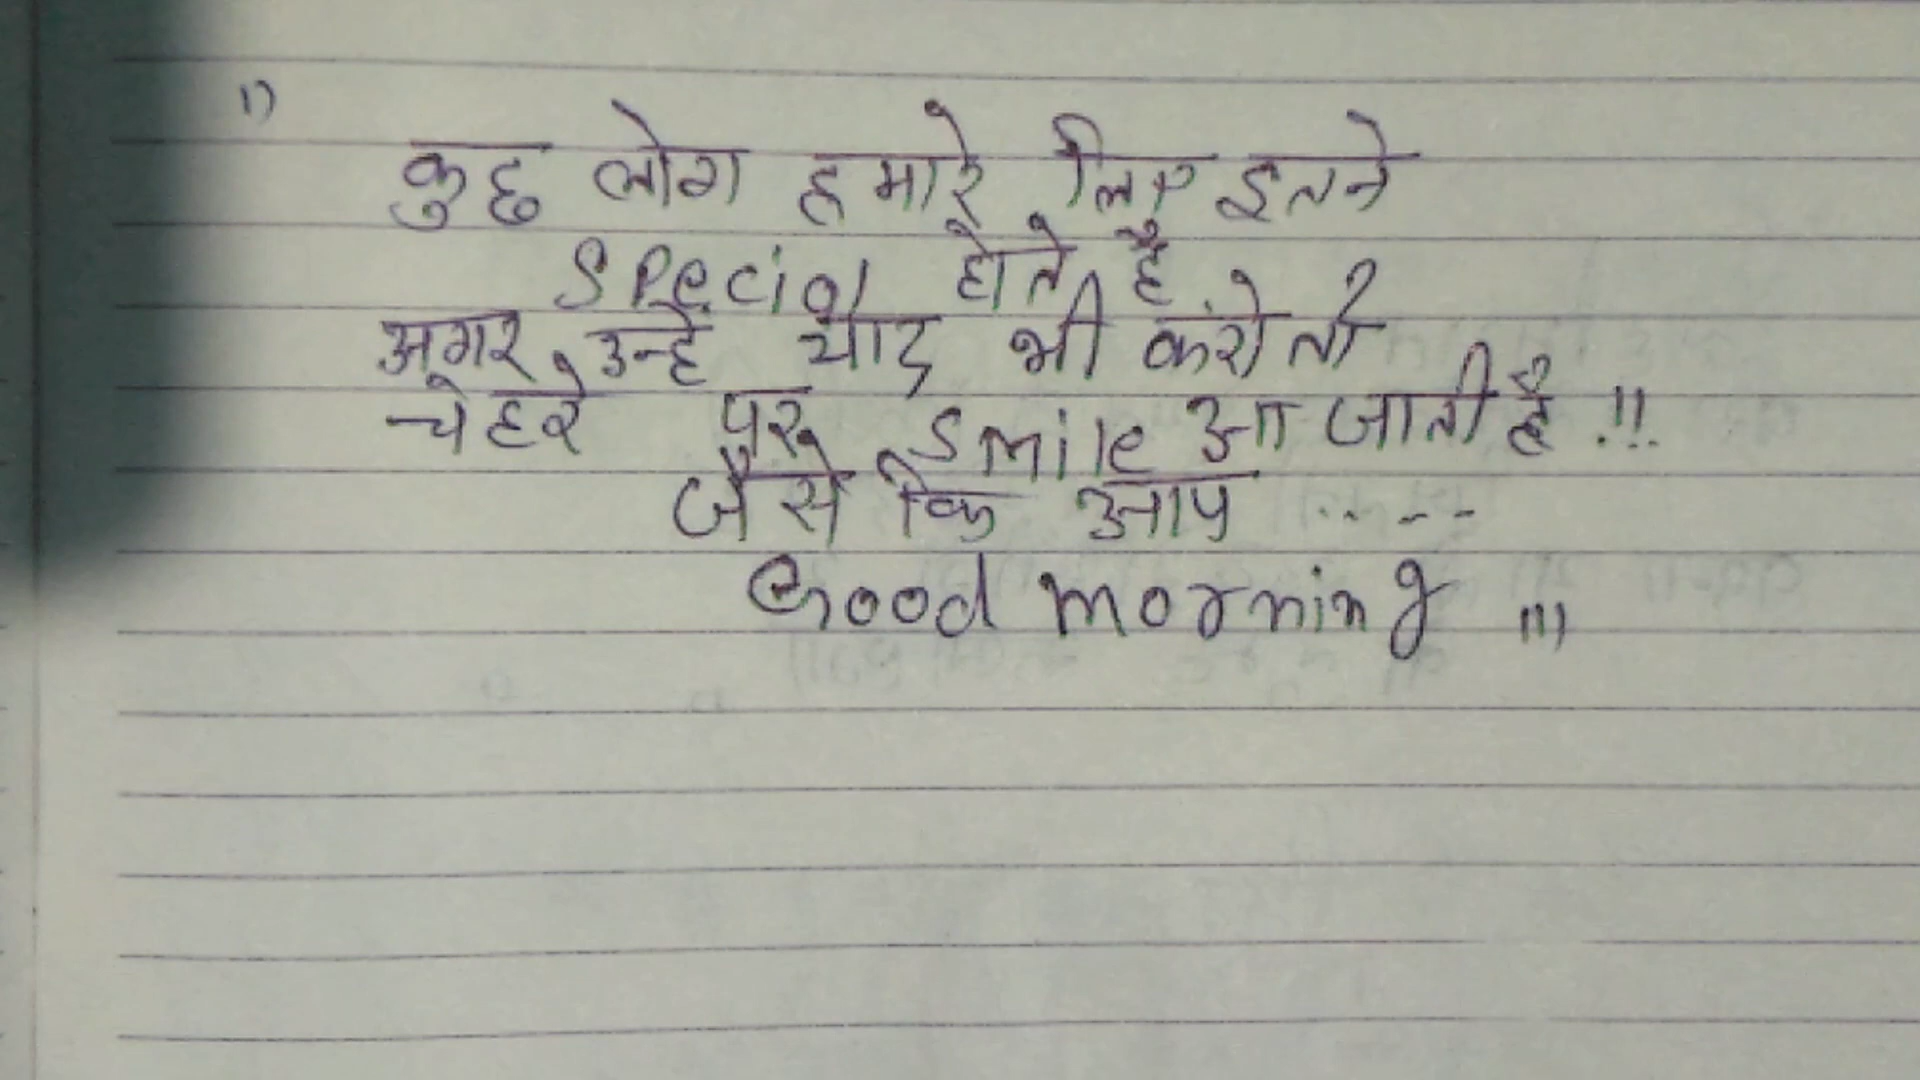 1)
कुछ लोग हमारे लिए इतने
special होते है
अगर उन्हे याद भी करो तो
चेहरे पर smile आ जाती है !!!
जैसे कि आप ----
Good morning !!!